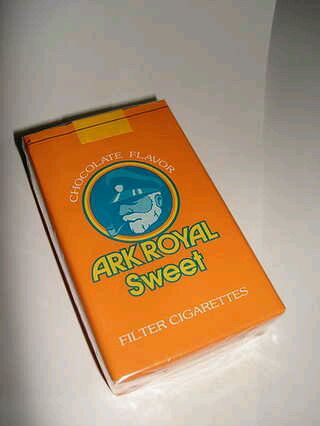 CHOCOLATE FLAVOR
ARK ROYAL
Sweet
FILTER CIGARETTES